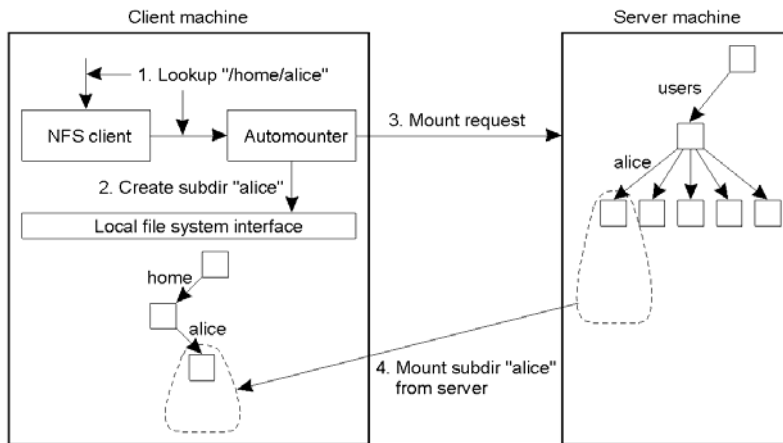 Client machine
Server machine
1. Lookup "/home/alice"
users
NFS client
Automounter
3. Mount request
alice
2. Create subdir "alice"
Local file system interface
home
alice
4. Mount subdir "alice"
from server